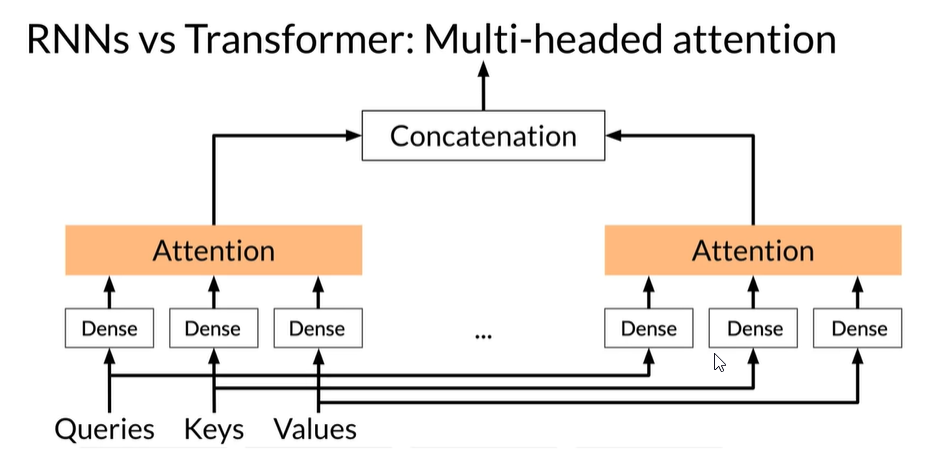 RNNs vs Transformer: Multi-headed attention
Concatenation
Attention Attention
Dense Dense Dense ... Dense Dense Dense
Queries Keys Values